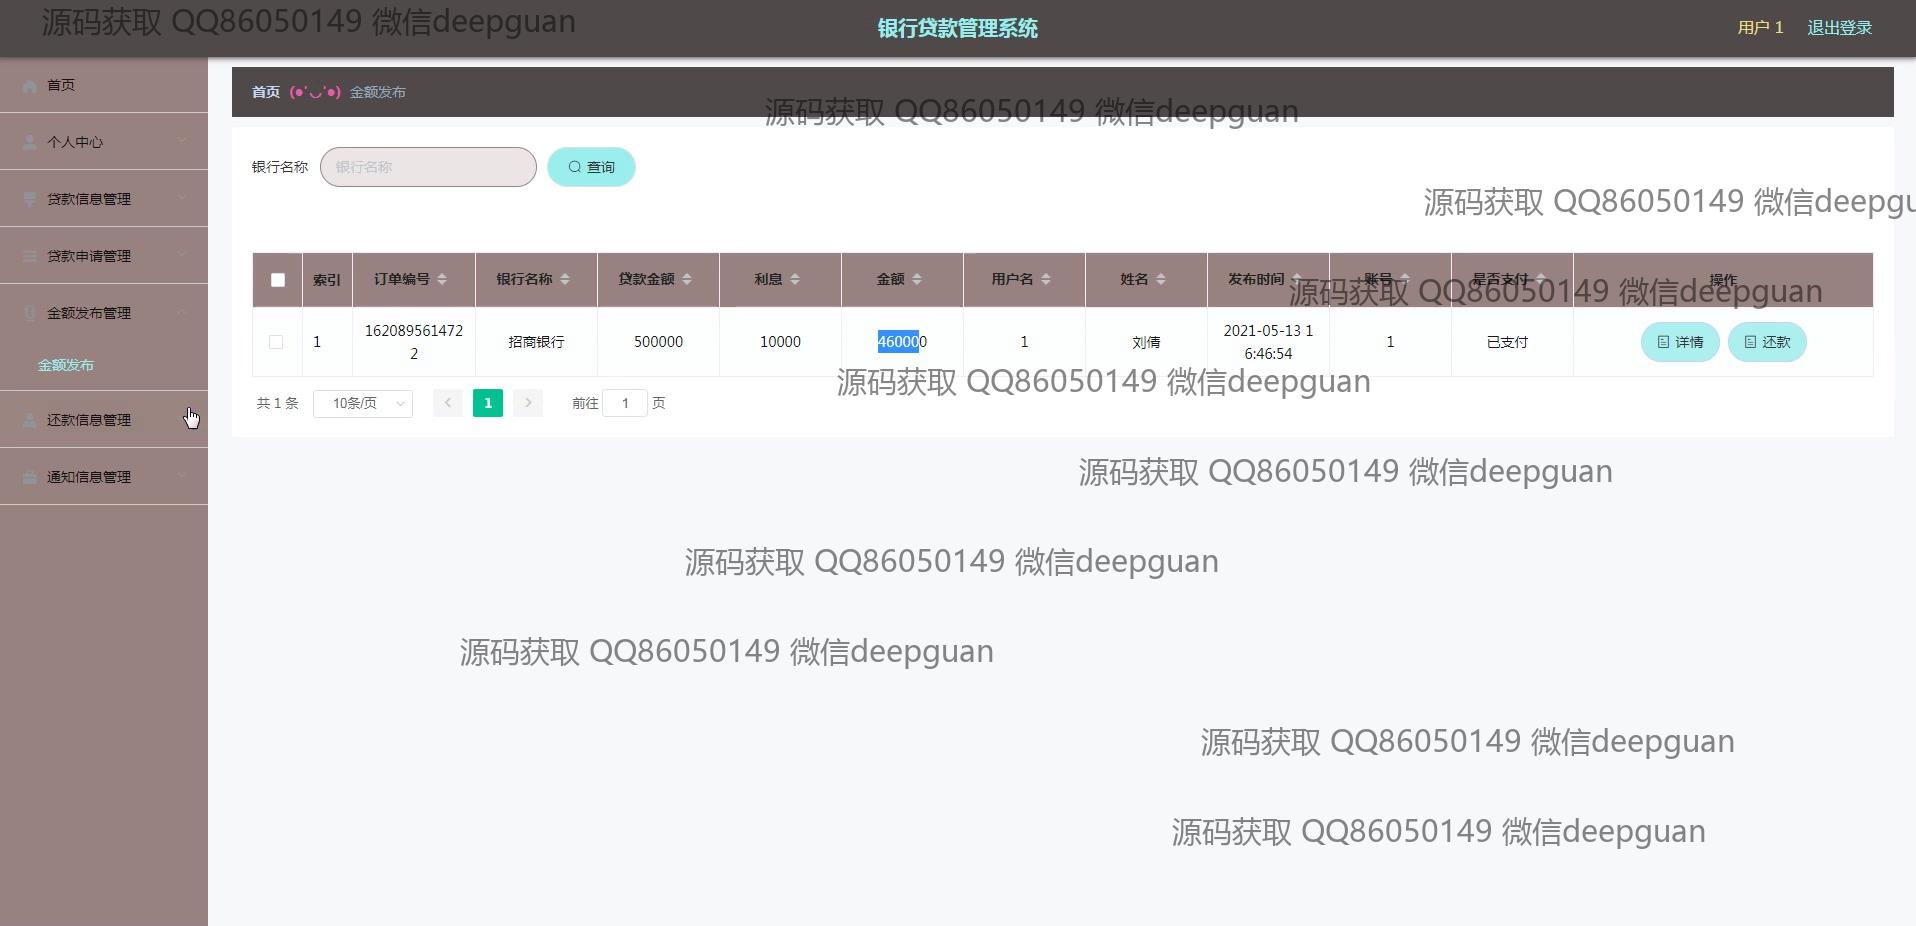 源码获取 QQ86050149 微信deepguan
银行贷款管理系统
用户 1
退出登录
首页
个人中心
贷款信息管理
贷款申请管理
金额发布管理
金额发布
还款信息管理
通知信息管理
首页 (●'◡'●) 金额发布
源码获取 QQ86050149 微信deepguan
银行名称 银行名称 查询
源码获取 QQ86050149 微信deepgu
索引 订单编号 银行名称 贷款金额 利息 金额 用户名 姓名 发布时间 账号 是否支付 操作
源码获取 QQ86050149 微信deepguan
1 162089561472 招商银行 500000 10000 460000 1 刘倩 2021-05-13 1 1 已支付 详情 还款
2 6:46:54
源码获取 QQ86050149 微信deepguan
共 1 条 10条/页 1 前往 1 页
源码获取 QQ86050149 微信deepguan
源码获取 QQ86050149 微信deepguan
源码获取 QQ86050149 微信deepguan
源码获取 QQ86050149 微信deepguan
源码获取 QQ86050149 微信deepguan